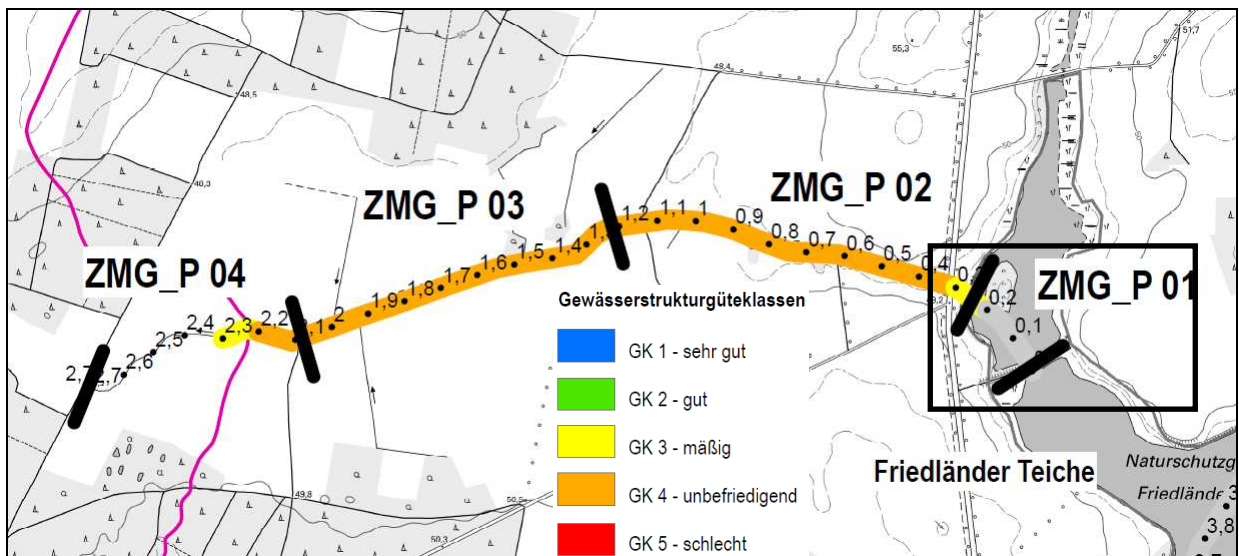 50
55,3
51,7
48,4
48,5
48,3
ZMG_P 03
ZMG_P 02
1,2
1,1
1
0,9
0,8
0,7
0,6
0,5
0,4
1,4
1,5
1,6
1,7
1,8
1,9
2
ZMG_P 04
ZMG_P 01
0,2
0,1
2,2
2,3
2,4
2,5
2,6
2,7
Gewässerstrukturgüteklassen
GK 1 - sehr gut
GK 2 - gut
GK 3 - mäßig
GK 4 - unbefriedigend
GK 5 - schlecht
Friedländer Teiche
Naturschutzg
Friedlände
3,8
49,8
50,5
50,3